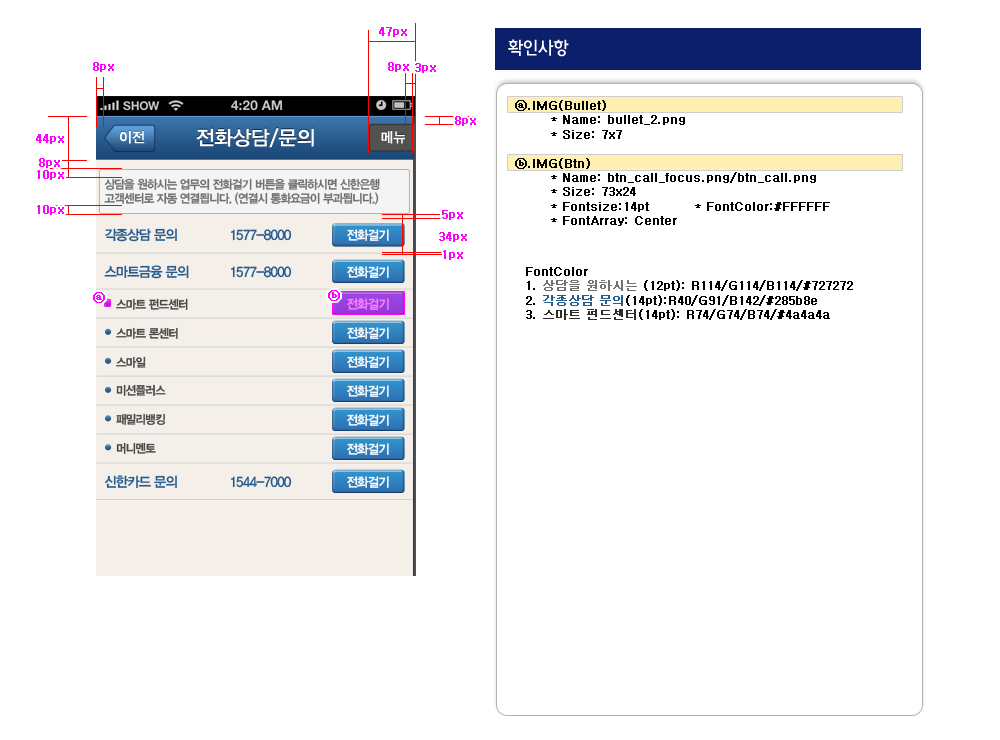 47px
8px
8px 3px
SHOW 4:20 AM
8px
44px
이전 전화상담/문의 메뉴
8px
10px
상담을 원하시는 업무의 전화걸기 버튼을 클릭하시면 신한은행
고객센터로 자동 연결됩니다. (연결시 통화요금이 부과됩니다.)
10px
5px
각종상담 문의 1577-8000 전화걸기
34px
1px
스마트금융 문의 1577-8000 전화걸기
ⓐ 스마트 펀드센터 ⓑ 전화걸기
스마트 론센터 전화걸기
스마일 전화걸기
미션플러스 전화걸기
패밀리뱅킹 전화걸기
머니멘토 전화걸기
신한카드 문의 1544-7000 전화걸기
확인사항
ⓐ.IMG(Bullet)
* Name: bullet_2.png
* Size: 7x7
ⓑ.IMG(Btn)
* Name: btn_call_focus.png/btn_call.png
* Size: 73x24
* Fontsize:14pt * FontColor:#FFFFFF
* FontArray: Center
FontColor
1. 상담을 원하시는 (12pt): R114/G114/B114/#727272
2. 각종상담 문의(14pt):R40/G91/B142/#285b8e
3. 스마트 펀드센터(14pt): R74/G74/B74/#4a4a4a